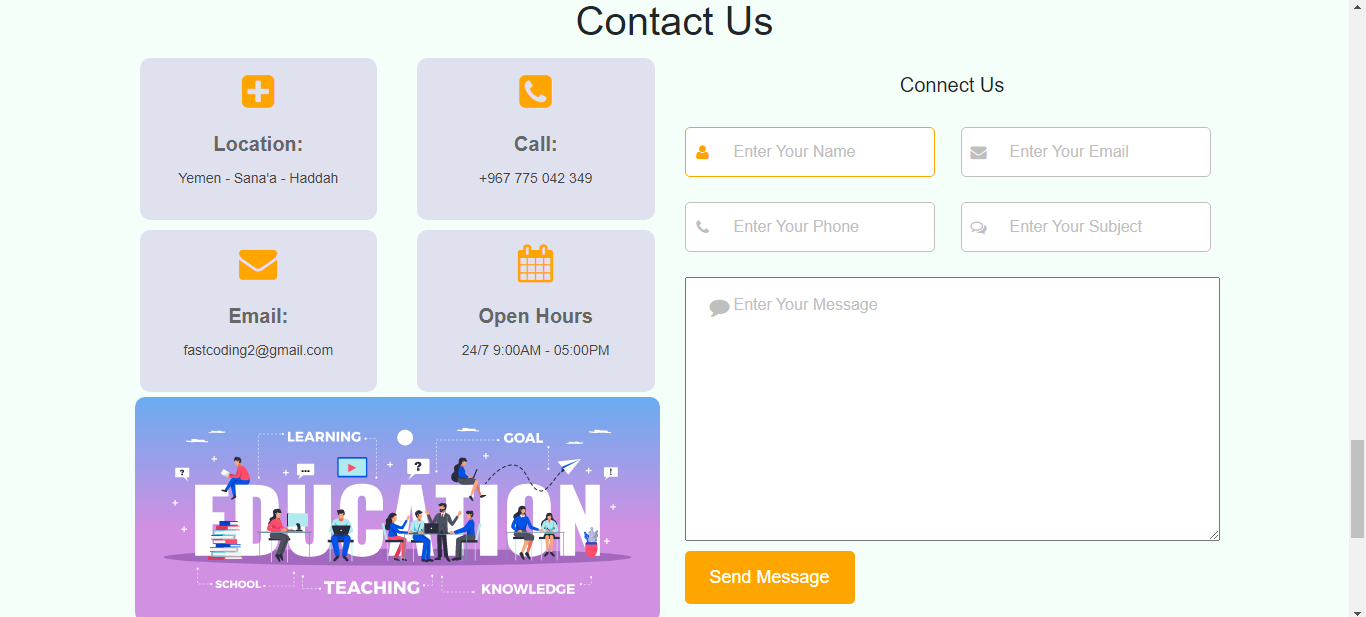 Contact Us
Location:
Yemen - Sana'a - Haddah
Call:
+967 775 042 349
Email:
fastcoding2@gmail.com
Open Hours
24/7 9:00AM - 05:00PM
LEARNING
GOAL
?
...
?
!
EDUCATION
SCHOOL
TEACHING
KNOWLEDGE
Connect Us
Enter Your Name
Enter Your Email
Enter Your Phone
Enter Your Subject
Enter Your Message
Send Message